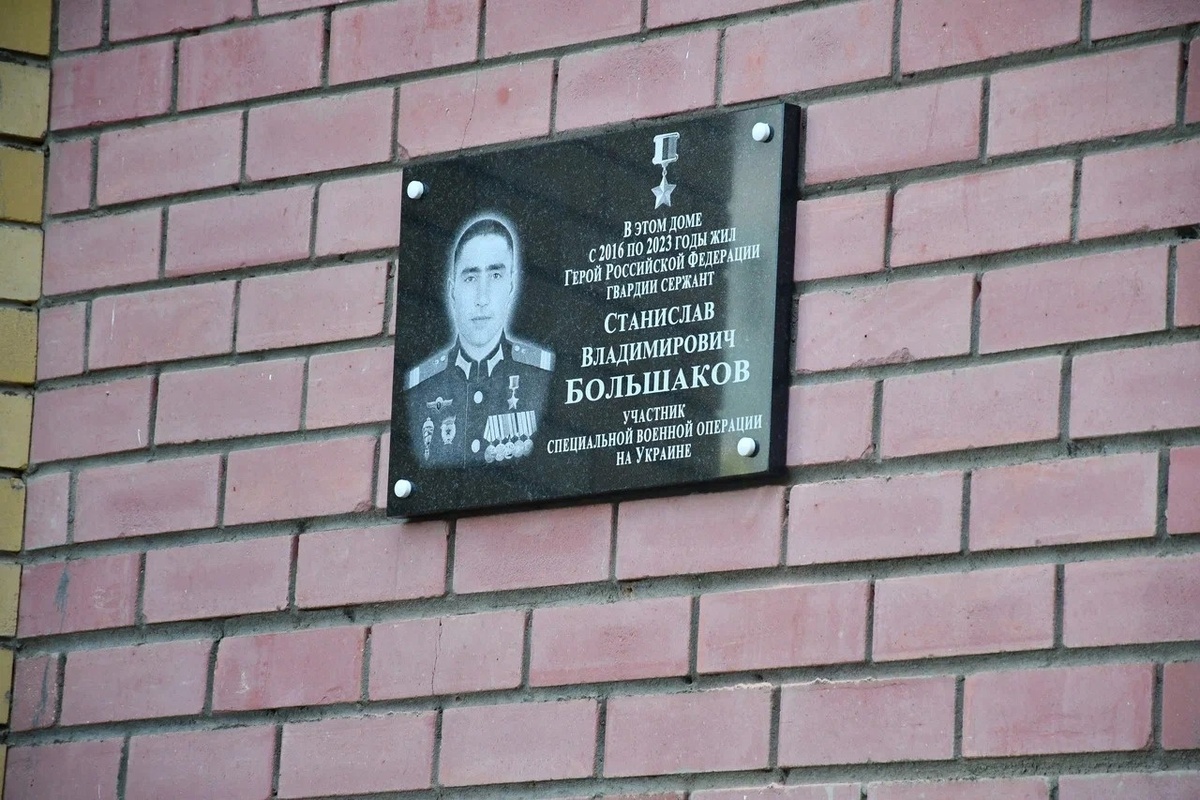 В ЭТОМ ДОМЕ
С 2016 ПО 2023 ГОДЫ ЖИЛ
ГЕРОЙ РОССИЙСКОЙ ФЕДЕРАЦИИ
ГВАРДИИ СЕРЖАНТ
СТАНИСЛАВ
ВЛАДИМИРОВИЧ
БОЛЬШАКОВ
УЧАСТНИК
СПЕЦИАЛЬНОЙ ВОЕННОЙ ОПЕРАЦИИ
НА УКРАИНЕ